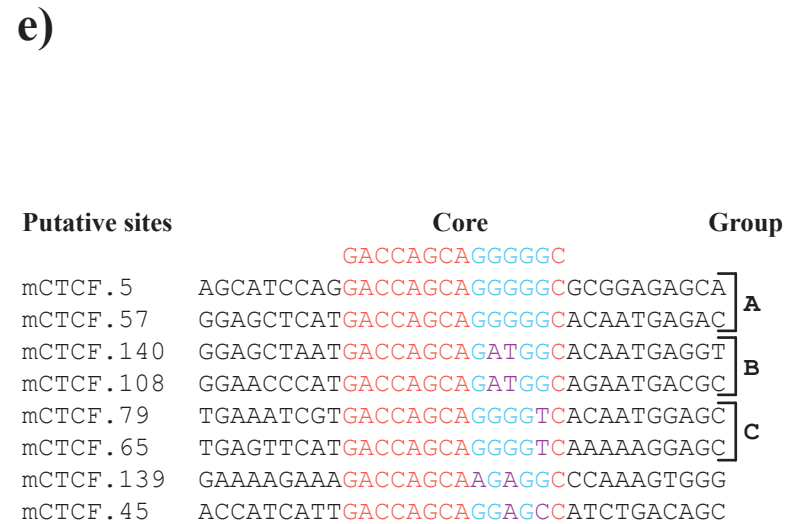 e)
Putative sites Core Group
GACCAGCAGGGGGC
mCTCF.5 AGCATCCAGGACCAGCAGGGGGCGCGGAGAGCA
A
mCTCF.57 GGAGCTCATGACCAGCAGGGGGCACAATGAGAC
mCTCF.140 GGAGCTAATGACCAGCAGATGGCACAATGAGGT
B
mCTCF.108 GGAACCCATGACCAGCAGATGGCAGAATGACGC
mCTCF.79 TGAAATCGTGACCAGCAGGGGTCACAATGGAGC
C
mCTCF.65 TGAGTTCATGACCAGCAGGGGTCAAAAAGGAGC
mCTCF.139 GAAAAGAAAGACCAGCAAGAGGCCCAAAGTGGG
mCTCF.45 ACCATCATTGACCAGCAGGAGCCATCTGACAGC